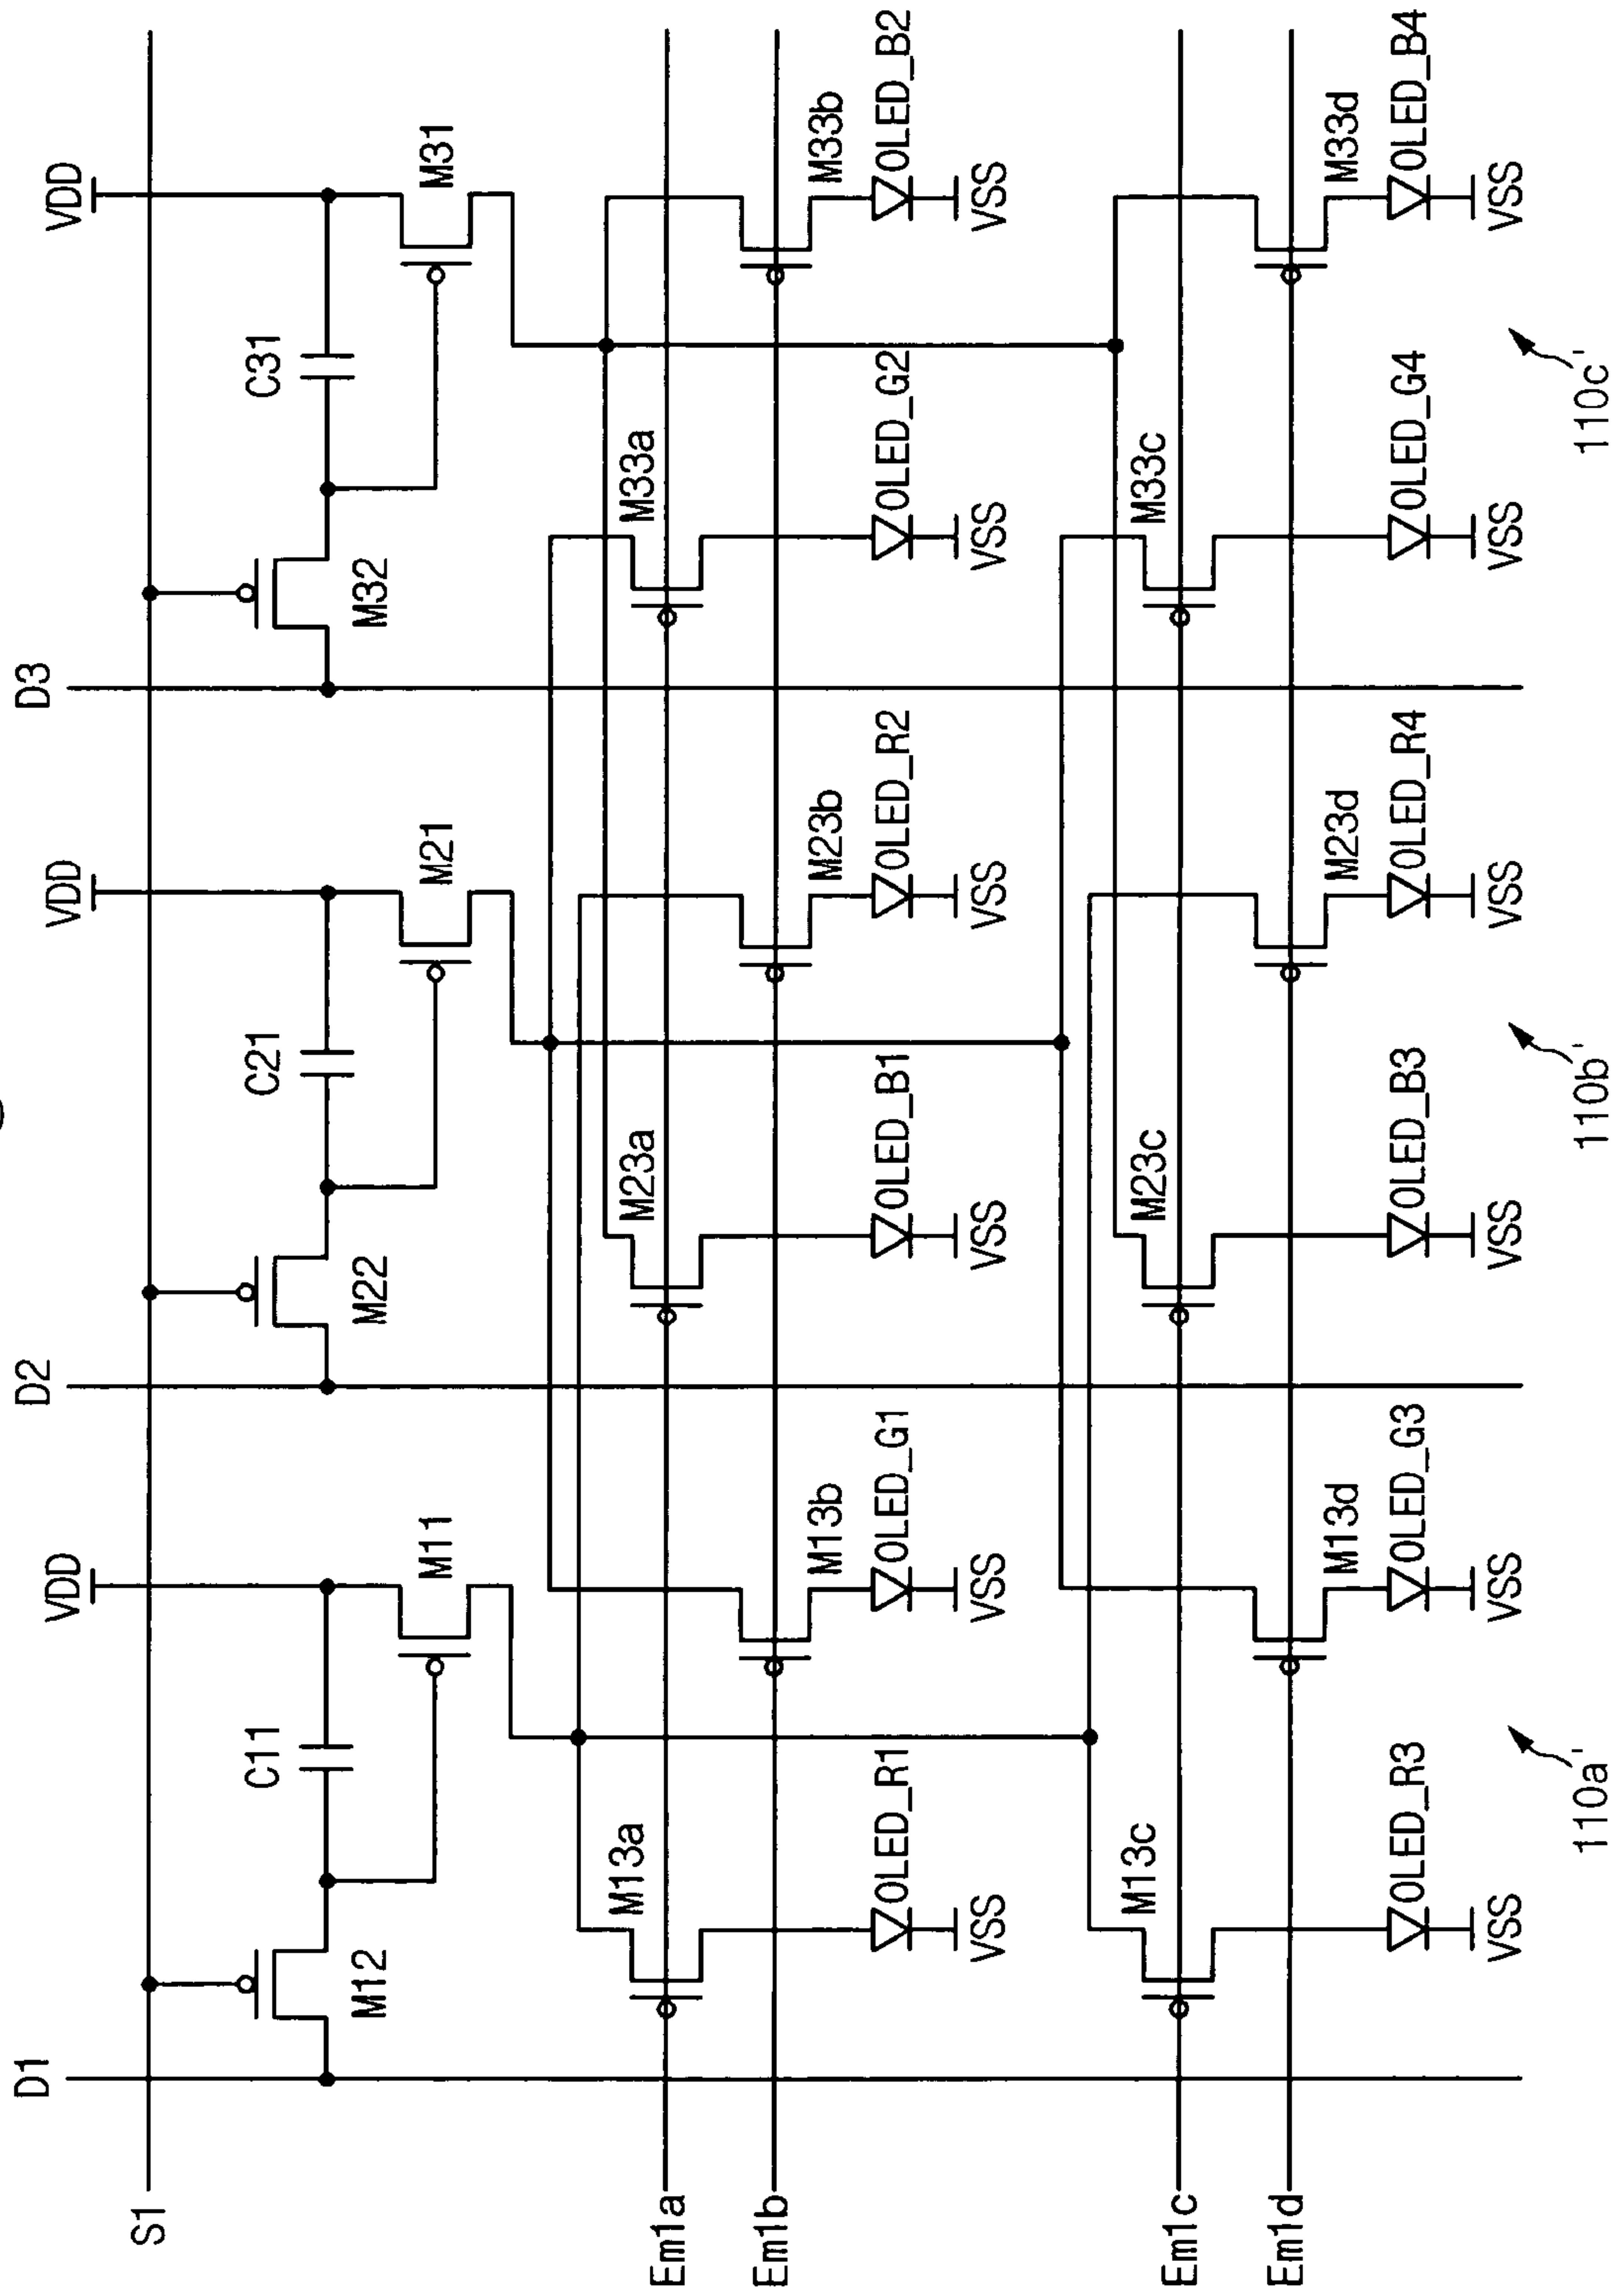 D1
D2
D3
S1
VDD
VDD
VDD
C11
C21
C31
M12
M11
M22
M21
M32
M31
M13a
M23a
M33a
Em1a
Em1b
M13b
M23b
M33b
OLED_R1
OLED_G1
OLED_B1
OLED_R2
OLED_G2
OLED_B2
VSS
VSS
VSS
VSS
VSS
VSS
M13c
M23c
M33c
Em1c
Em1d
M13d
M23d
M33d
OLED_R3
OLED_G3
OLED_B3
OLED_R4
OLED_G4
OLED_B4
VSS
VSS
VSS
VSS
VSS
VSS
110a'
110b'
110c'